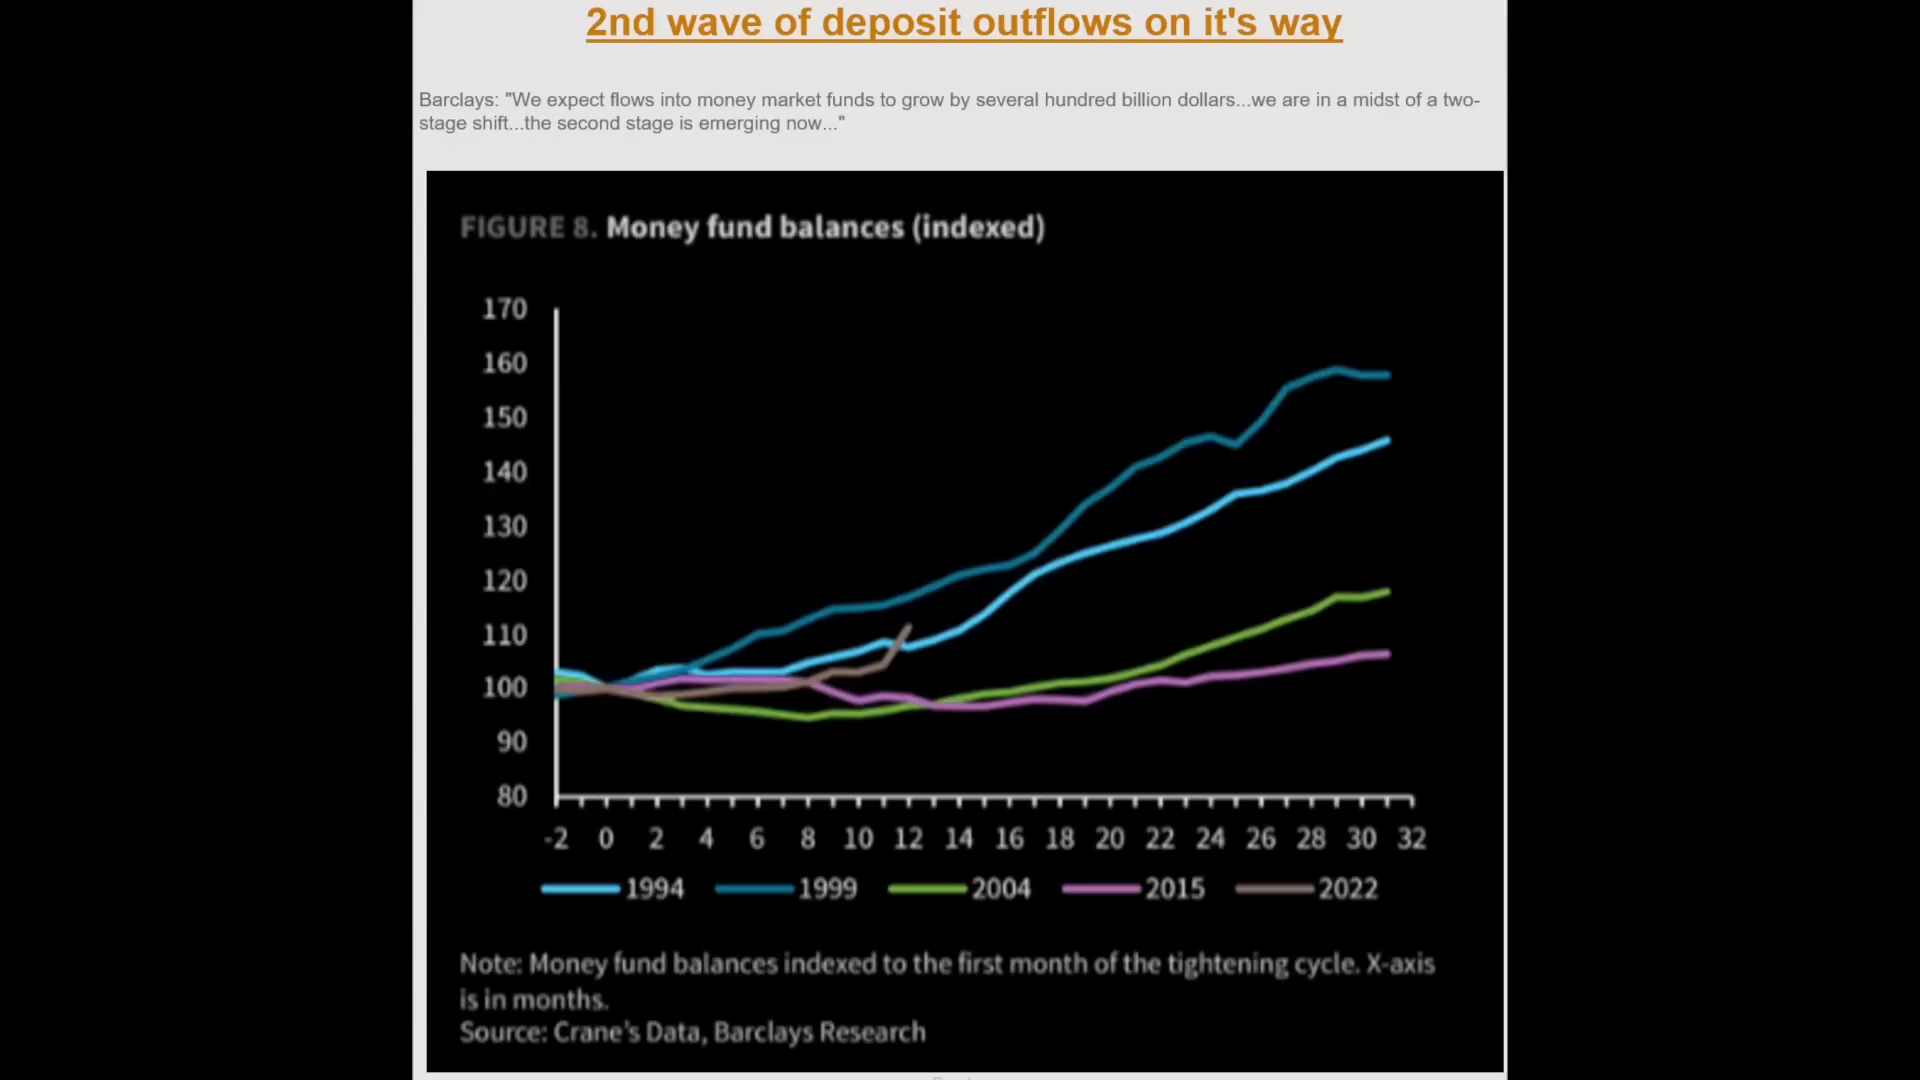 2nd wave of deposit outflows on it's way
Barclays: "We expect flows into money market funds to grow by several hundred billion dollars...we are in a midst of a two-
stage shift...the second stage is emerging now..."
FIGURE 8. Money fund balances (indexed)
170
160
150
140
130
120
110
100
90
80
-2 0 2 4 6 8 10 12 14 16 18 20 22 24 26 28 30 32
1994 1999 2004 2015 2022
Note: Money fund balances indexed to the first month of the tightening cycle. X-axis
is in months.
Source: Crane's Data, Barclays Research